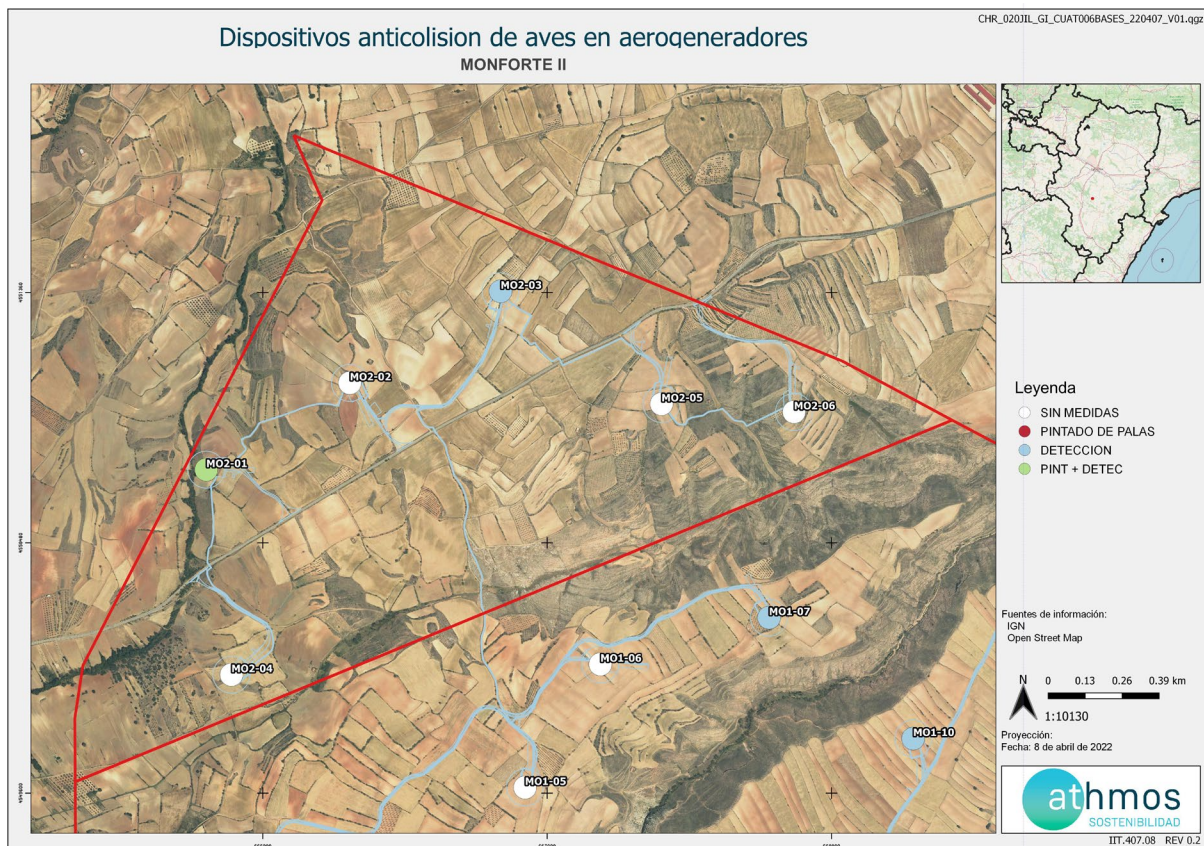 CHR_020JIL_GI_CUAT006BASES_220407_V01.qgz
Dispositivos anticolision de aves en aerogeneradores
MONFORTE II
MO2-03
MO2-02
MO2-05
MO2-06
MO2-01
MO1-07
MO1-06
MO2-04
MO1-10
MO1-05
Leyenda
SIN MEDIDAS
PINTADO DE PALAS
DETECCION
PINT + DETEC
Fuentes de información:
IGN
Open Street Map
N
0 0.13 0.26 0.39 km
1:10130
Proyección:
Fecha: 8 de abril de 2022
athmos
SOSTENIBILIDAD
IIT.407.08 REV 0.2